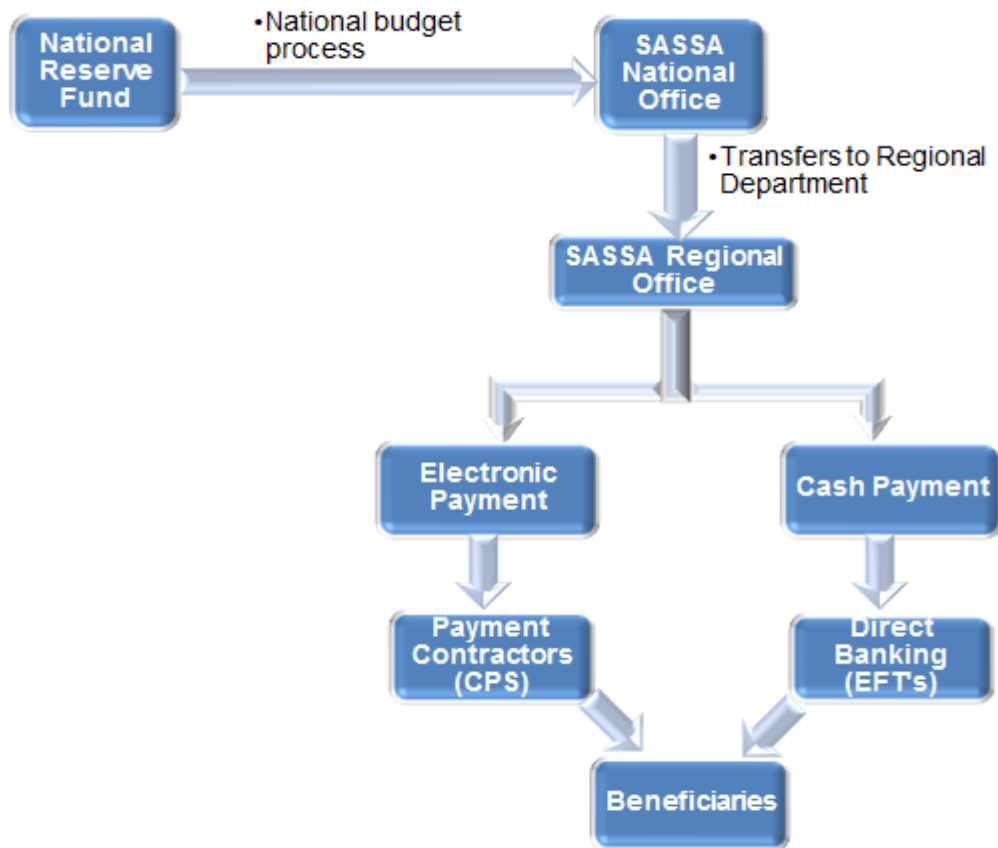 •National budget
process
National
Reserve
Fund
SASSA
National
Office
•Transfers to Regional
Department
SASSA Regional
Office
Electronic
Payment
Cash Payment
Payment
Contractors
(CPS)
Direct
Banking
(EFT's)
Beneficiaries